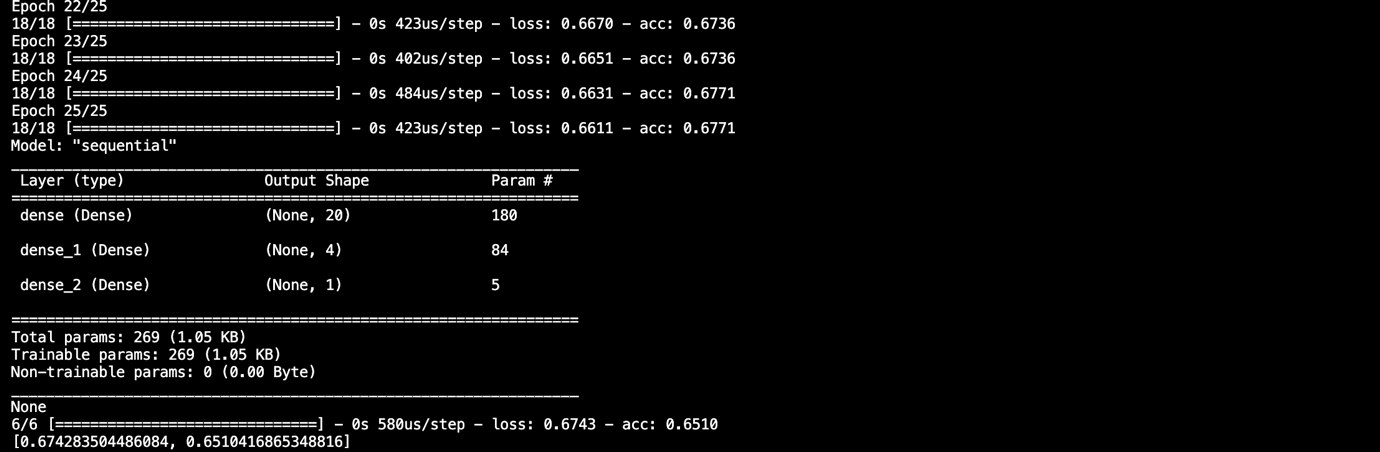 Epoch 22/25
18/18 [==============================] - 0s 423us/step - loss: 0.6670 - acc: 0.6736
Epoch 23/25
18/18 [==============================] - 0s 402us/step - loss: 0.6651 - acc: 0.6736
Epoch 24/25
18/18 [==============================] - 0s 484us/step - loss: 0.6631 - acc: 0.6771
Epoch 25/25
18/18 [==============================] - 0s 423us/step - loss: 0.6611 - acc: 0.6771
Model: "sequential"
_________________________________________________________________
Layer (type) Output Shape Param #
=================================================================
dense (Dense) (None, 20) 180
dense_1 (Dense) (None, 4) 84
dense_2 (Dense) (None, 1) 5
=================================================================
Total params: 269 (1.05 KB)
Trainable params: 269 (1.05 KB)
Non-trainable params: 0 (0.00 Byte)
_________________________________________________________________
None
6/6 [==============================] - 0s 580us/step - loss: 0.6743 - acc: 0.6510
[0.674283504486084, 0.6510416865348816]